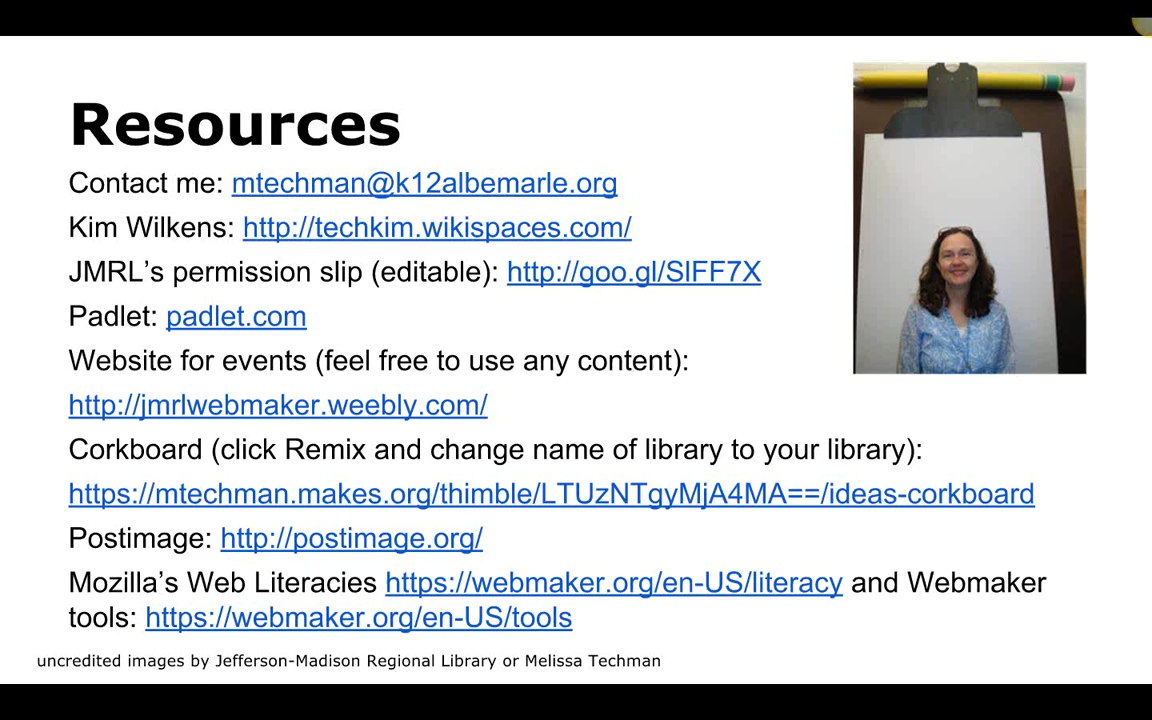 Resources
Contact me: mtechman@k12albemarle.org
Kim Wilkens: http://techkim.wikispaces.com/
JMRL’s permission slip (editable): http://goo.gl/SlFF7X
Padlet: padlet.com
Website for events (feel free to use any content):
http://jmrlwebmaker.weebly.com/
Corkboard (click Remix and change name of library to your library):
https://mtechman.makes.org/thimble/LTUzNTgyMjA4MA==/ideas-corkboard
Postimage: http://postimage.org/
Mozilla’s Web Literacies https://webmaker.org/en-US/literacy and Webmaker
tools: https://webmaker.org/en-US/tools
uncredited images by Jefferson-Madison Regional Library or Melissa Techman